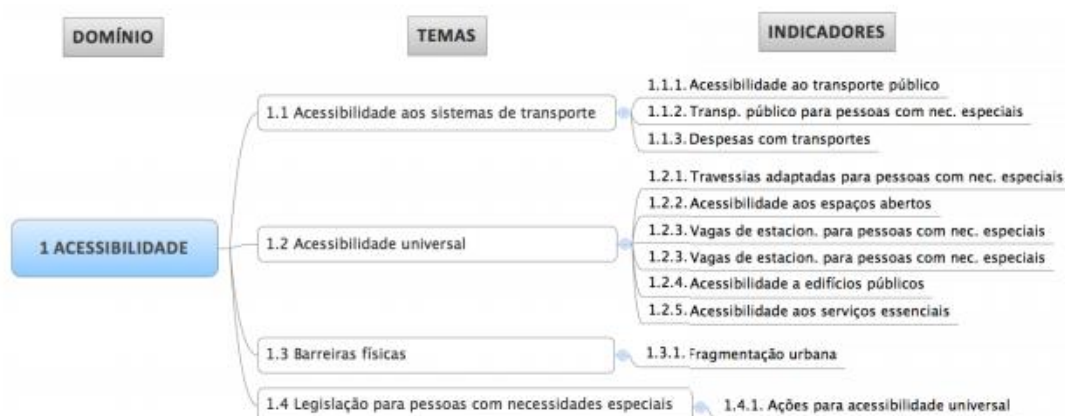 DOMÍNIO
TEMAS
INDICADORES
1 ACESSIBILIDADE
1.1 Acessibilidade aos sistemas de transporte
1.1.1. Acessibilidade ao transporte público
1.1.2. Transp. público para pessoas com nec. especiais
1.1.3. Despesas com transportes
1.2 Acessibilidade universal
1.2.1. Travessias adaptadas para pessoas com nec. especiais
1.2.2. Acessibilidade aos espaços abertos
1.2.3. Vagas de estacion. para pessoas com nec. especiais
1.2.3. Vagas de estacion. para pessoas com nec. especiais
1.2.4. Acessibilidade a edifícios públicos
1.2.5. Acessibilidade aos serviços essenciais
1.3 Barreiras físicas
1.3.1. Fragmentação urbana
1.4 Legislação para pessoas com necessidades especiais
1.4.1. Ações para acessibilidade universal